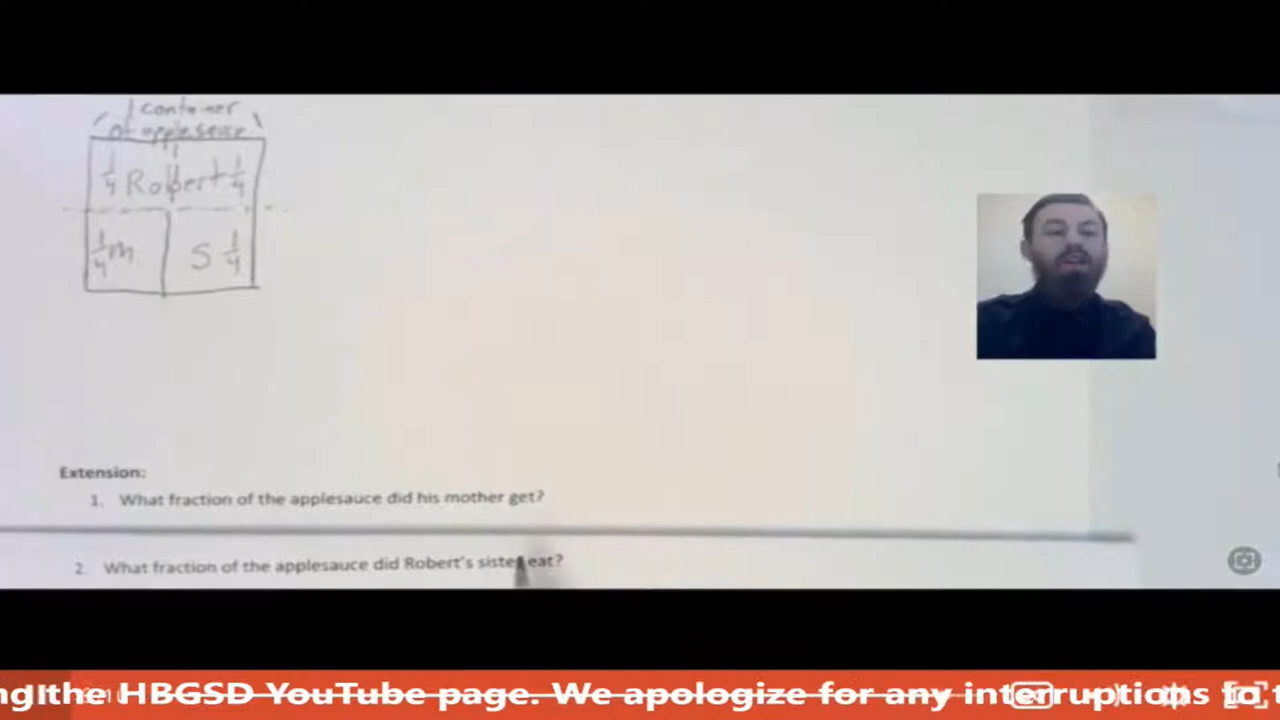 1 container
of applesauce
1/4 Robert 1/4
1/4 m S 1/4
Extension:
1. What fraction of the applesauce did his mother get?
2. What fraction of the applesauce did Robert's sister eat?
the HBGSD YouTube page. We apologize for any interruptions to